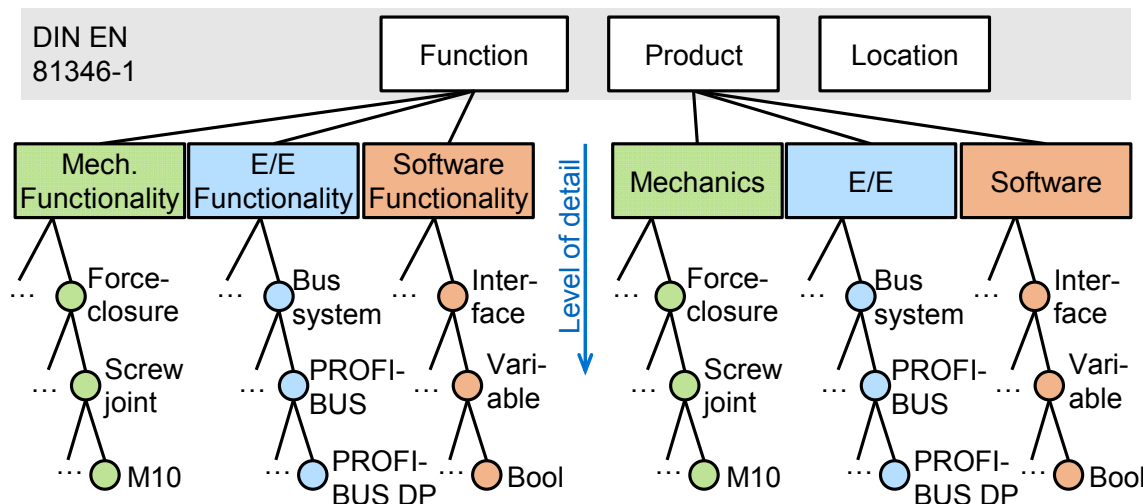 DIN EN
81346-1
Function
Product
Location
Mech.
Functionality
E/E
Functionality
Software
Functionality
Level of detail
Mechanics
E/E
Software
... Force-
closure
... Bus
system
... Inter-
face
... Force-
closure
... Bus
system
... Inter-
face
... Screw
joint
... PROFI-
BUS
... Vari-
able
... Screw
joint
... PROFI-
BUS
... Vari-
able
... M10
... PROFI-
BUS DP
... Bool
... M10
... PROFI-
BUS DP
... Bool